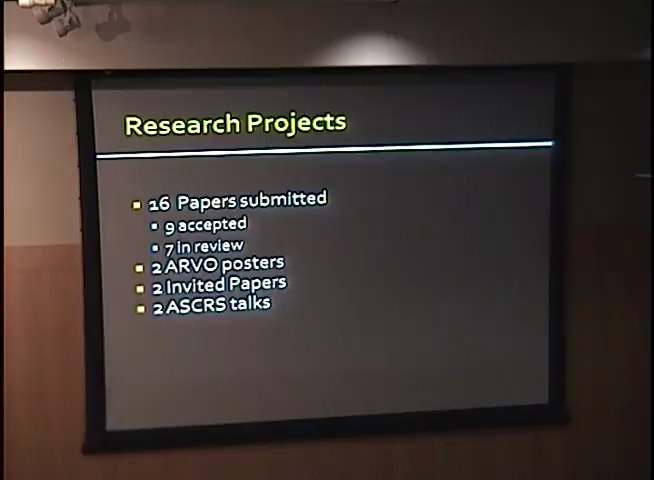 Research Projects
16 Papers submitted
9 accepted
7 in review
2 ARVO posters
2 Invited Papers
2 ASCRS talks